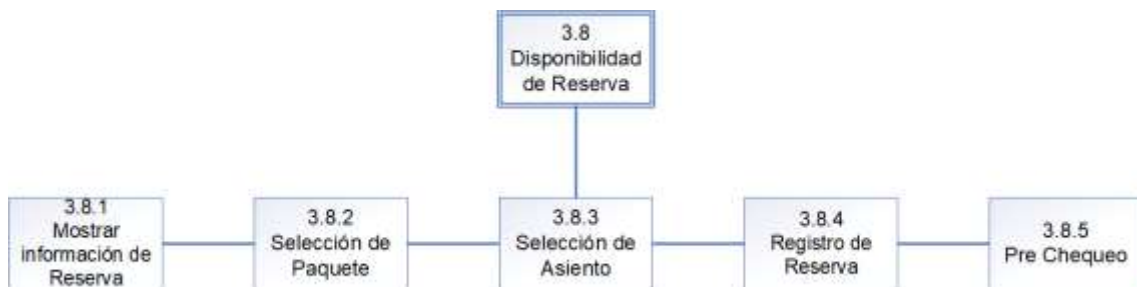 3.8
Disponibilidad
de Reserva
3.8.1
Mostrar
información de
Reserva
3.8.2
Selección de
Paquete
3.8.3
Selección de
Asiento
3.8.4
Registro de
Reserva
3.8.5
Pre Chequeo